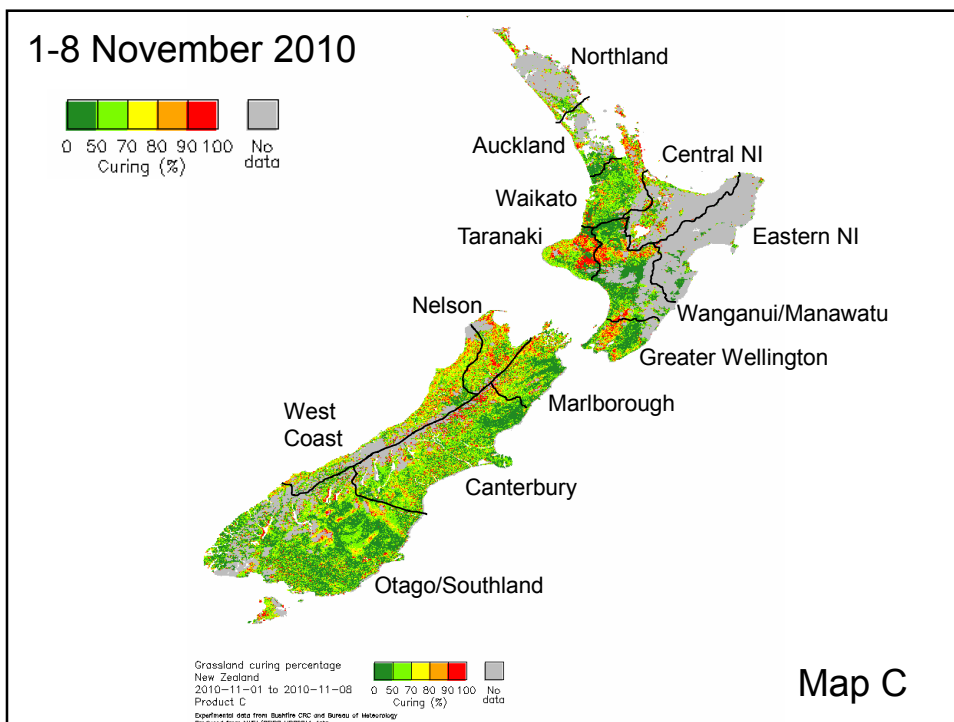 1-8 November 2010
0 50 70 80 90 100
No
data
Curing (%)
Northland
Auckland
Central NI
Waikato
Taranaki
Eastern NI
Nelson
Wanganui/Manawatu
Greater Wellington
Marlborough
West
Coast
Canterbury
Otago/Southland
Grassland curing percentage
New Zealand
2010-11-01 to 2010-11-08
Product C
0 50 70 80 90 100
No
data
Curing (%)
Map C
Experimental data from Bushfire CRC and Bureau of Meteorology